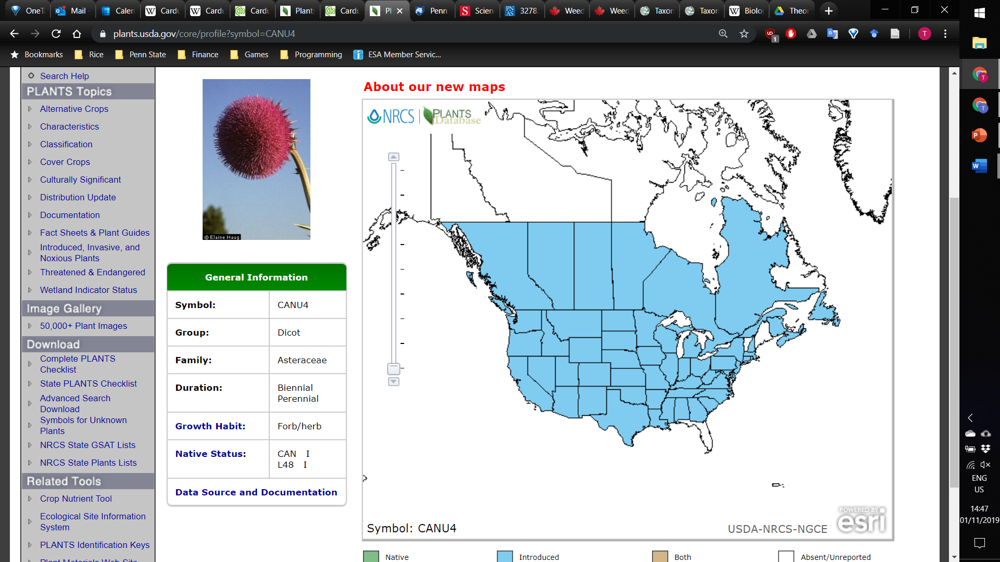 OneT
Mail
Calen
Cardu
Cardu
Cardu
Plants
Cardu
Pl
Penn
Scien
3278.
Weed
Weed
Taxon
Taxon
Biolo
Theor
plants.usda.gov/core/profile?symbol=CANU4
1
T
Bookmarks
Rice
Penn State
Finance
Games
Programming
ESA Member Servic...
Search Help
PLANTS Topics
Alternative Crops
Characteristics
Classification
Cover Crops
Culturally Significant
Distribution Update
Documentation
Fact Sheets & Plant Guides
Introduced, Invasive, and
Noxious Plants
Threatened & Endangered
Wetland Indicator Status
Image Gallery
50,000+ Plant Images
Download
Complete PLANTS
Checklist
State PLANTS Checklist
Advanced Search
Download
Symbols for Unknown
Plants
NRCS State GSAT Lists
NRCS State Plants Lists
Related Tools
Crop Nutrient Tool
Ecological Site Information
System
PLANTS Identification Keys
Plant Materials Web Site
© Elaine Haug
General Information
Symbol: CANU4
Group: Dicot
Family: Asteraceae
Duration: Biennial
Perennial
Growth Habit: Forb/herb
Native Status: CAN I
L48 I
Data Source and Documentation
About our new maps
NRCS | PLANTS
Database
Symbol: CANU4
USDA-NRCS-NGCE
POWERED BY
esri
Native
Introduced
Both
Absent/Unreported
ENG
US
14:47
01/11/2019